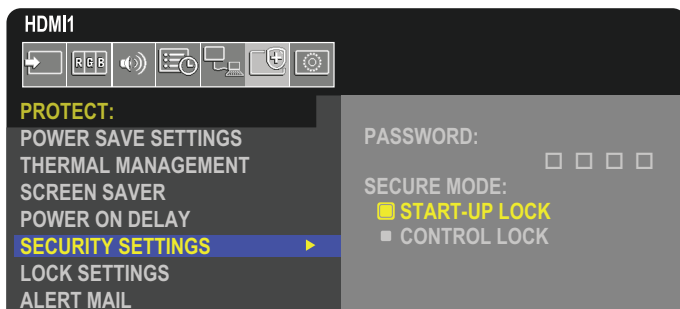 HDMI1
RGB
PROTECT:
POWER SAVE SETTINGS
THERMAL MANAGEMENT
SCREEN SAVER
POWER ON DELAY
SECURITY SETTINGS
LOCK SETTINGS
ALERT MAIL
PASSWORD:
SECURE MODE:
START-UP LOCK
CONTROL LOCK